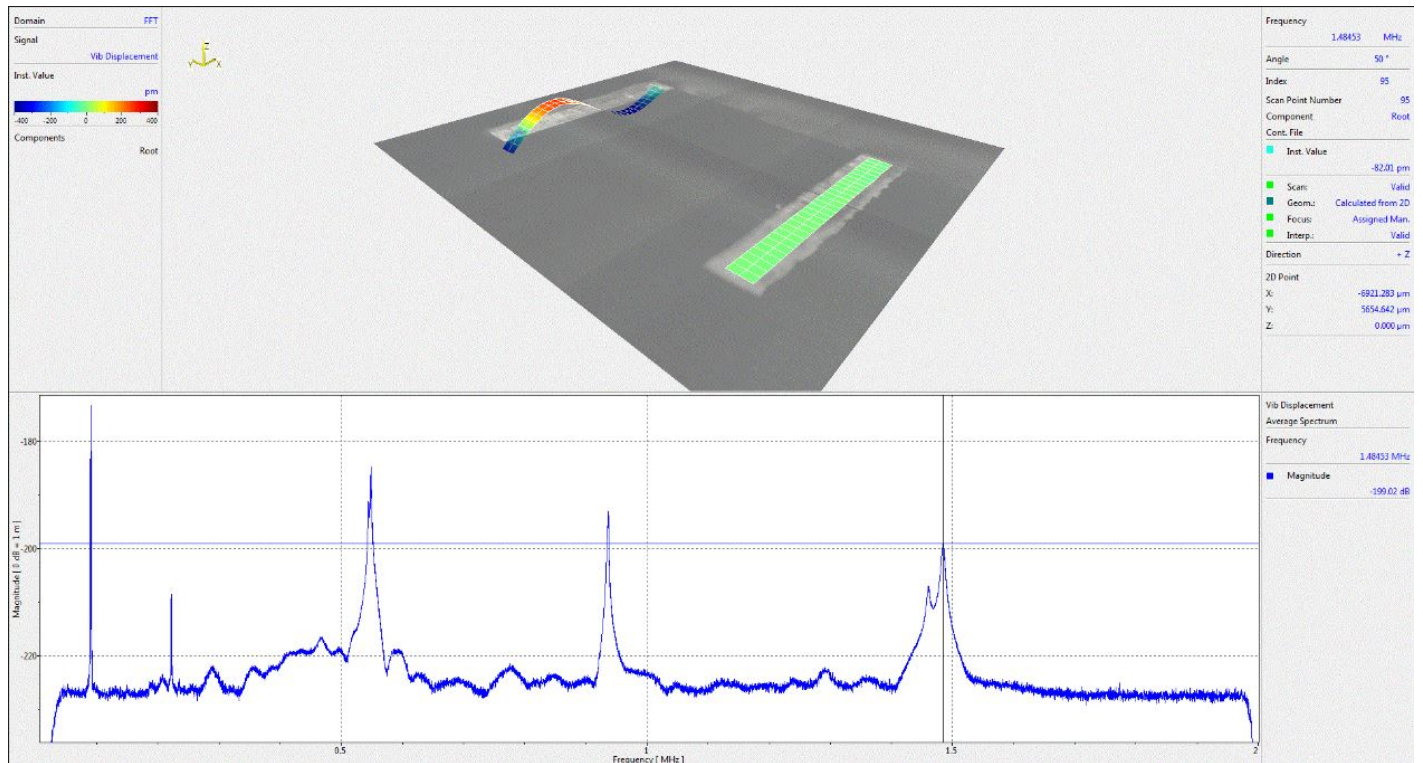 Domain FFT
Signal
Vib Displacement
Inst. Value
pm
-400 -200 0 200 400
Components
Root
Z
Y X
Frequency
1.48453 MHz
Angle 50 °
Index 95
Scan Point Number 95
Component Root
Cont. File
Inst. Value
-82.01 pm
Scan: Valid
Geom.: Calculated from 2D
Focus: Assigned Man.
Interp.: Valid
Direction + Z
2D Point
X: -6921.283 µm
Y: 5654.642 µm
Z: 0.000 µm
Magnitude [ 0 dB = 1 m ]
-180
-200
-220
0.5 1 1.5 2
Frequency [ MHz ]
Vib Displacement
Average Spectrum
Frequency
1.48453 MHz
Magnitude
-199.02 dB